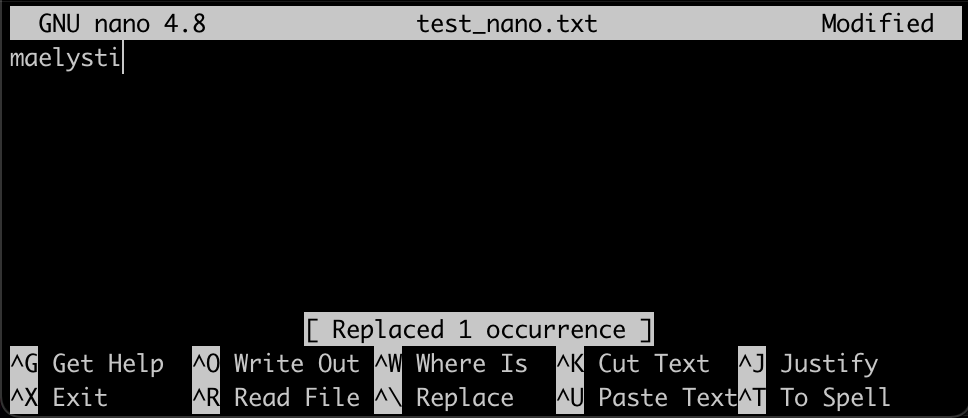 GNU nano 4.8 test_nano.txt Modified
maelysti
[ Replaced 1 occurrence ]
^G Get Help ^O Write Out ^W Where Is ^K Cut Text ^J Justify
^X Exit ^R Read File ^\ Replace ^U Paste Text ^T To Spell